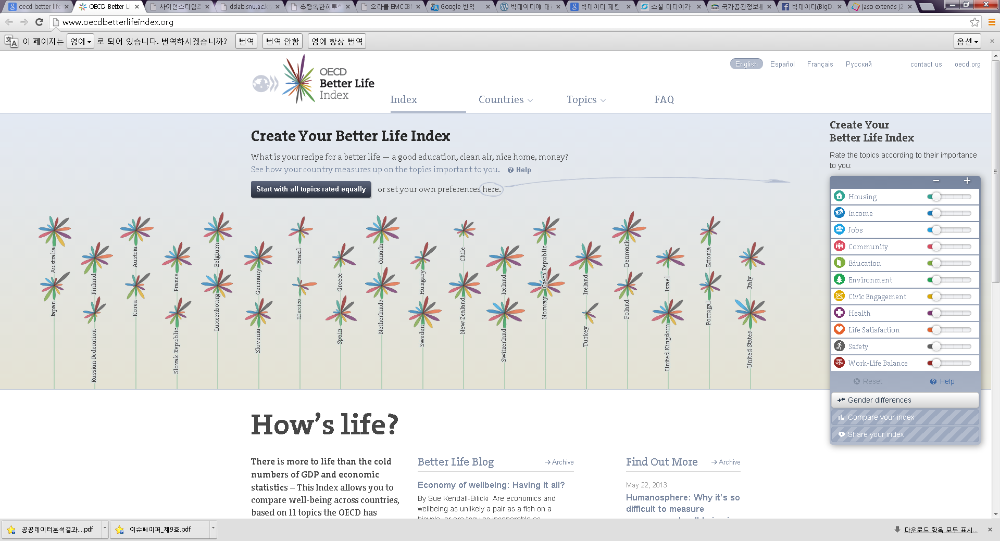 oecd better life
OECD Better Li
사이언스타임즈
dslab.snu.ac.kr
행복한하루^
오라클·EMC·IBM
Google 번역
빅데이터에 대한
빅데이터 패턴
소셜 미디어가
국가공간정보통
빅데이터(BigD
jaso extends j2
www.oecdbetterlifeindex.org
이 페이지는 영어 로 되어 있습니다. 번역하시겠습니까? 번역 번역 안함 영어 항상 번역 옵션
OECD
Better Life
Index
English Español Français Русский contact us oecd.org
Index Countries Topics FAQ
Create Your Better Life Index
What is your recipe for a better life — a good education, clean air, nice home, money?
See how your country measures up on the topics important to you. Help
Start with all topics rated equally or set your own preferences here.
Australia
Japan
Finland
Russian Federation
Austria
Korea
France
Slovak Republic
Belgium
Luxembourg
Germany
Slovenia
Brazil
Mexico
Greece
Spain
Canada
Netherlands
Hungary
Sweden
Chile
New Zealand
Iceland
Switzerland
Czech Republic
Norway
Ireland
Turkey
Denmark
Poland
Israel
United Kingdom
Estonia
Portugal
Italy
United States
Create Your
Better Life Index
Rate the topics according to their importance
to you:
− +
Housing
Income
Jobs
Community
Education
Environment
Civic Engagement
Health
Life Satisfaction
Safety
Work-Life Balance
Reset Help
Gender differences
Compare your index
Share your index
How's life?
There is more to life than the cold
numbers of GDP and economic
statistics – This Index allows you to
compare well-being across countries,
based on 11 topics the OECD has
Better Life Blog Archive
Economy of wellbeing: Having it all?
By Sue Kendall-Bilicki Are economics and
wellbeing as unlikely a pair as a fish on a
Find Out More Archive
May 22, 2013
Humanosphere: Why it's so
difficult to measure
공공데이터분석결과....pdf
이슈페이퍼_제9호.pdf
다운로드 항목 모두 표시...